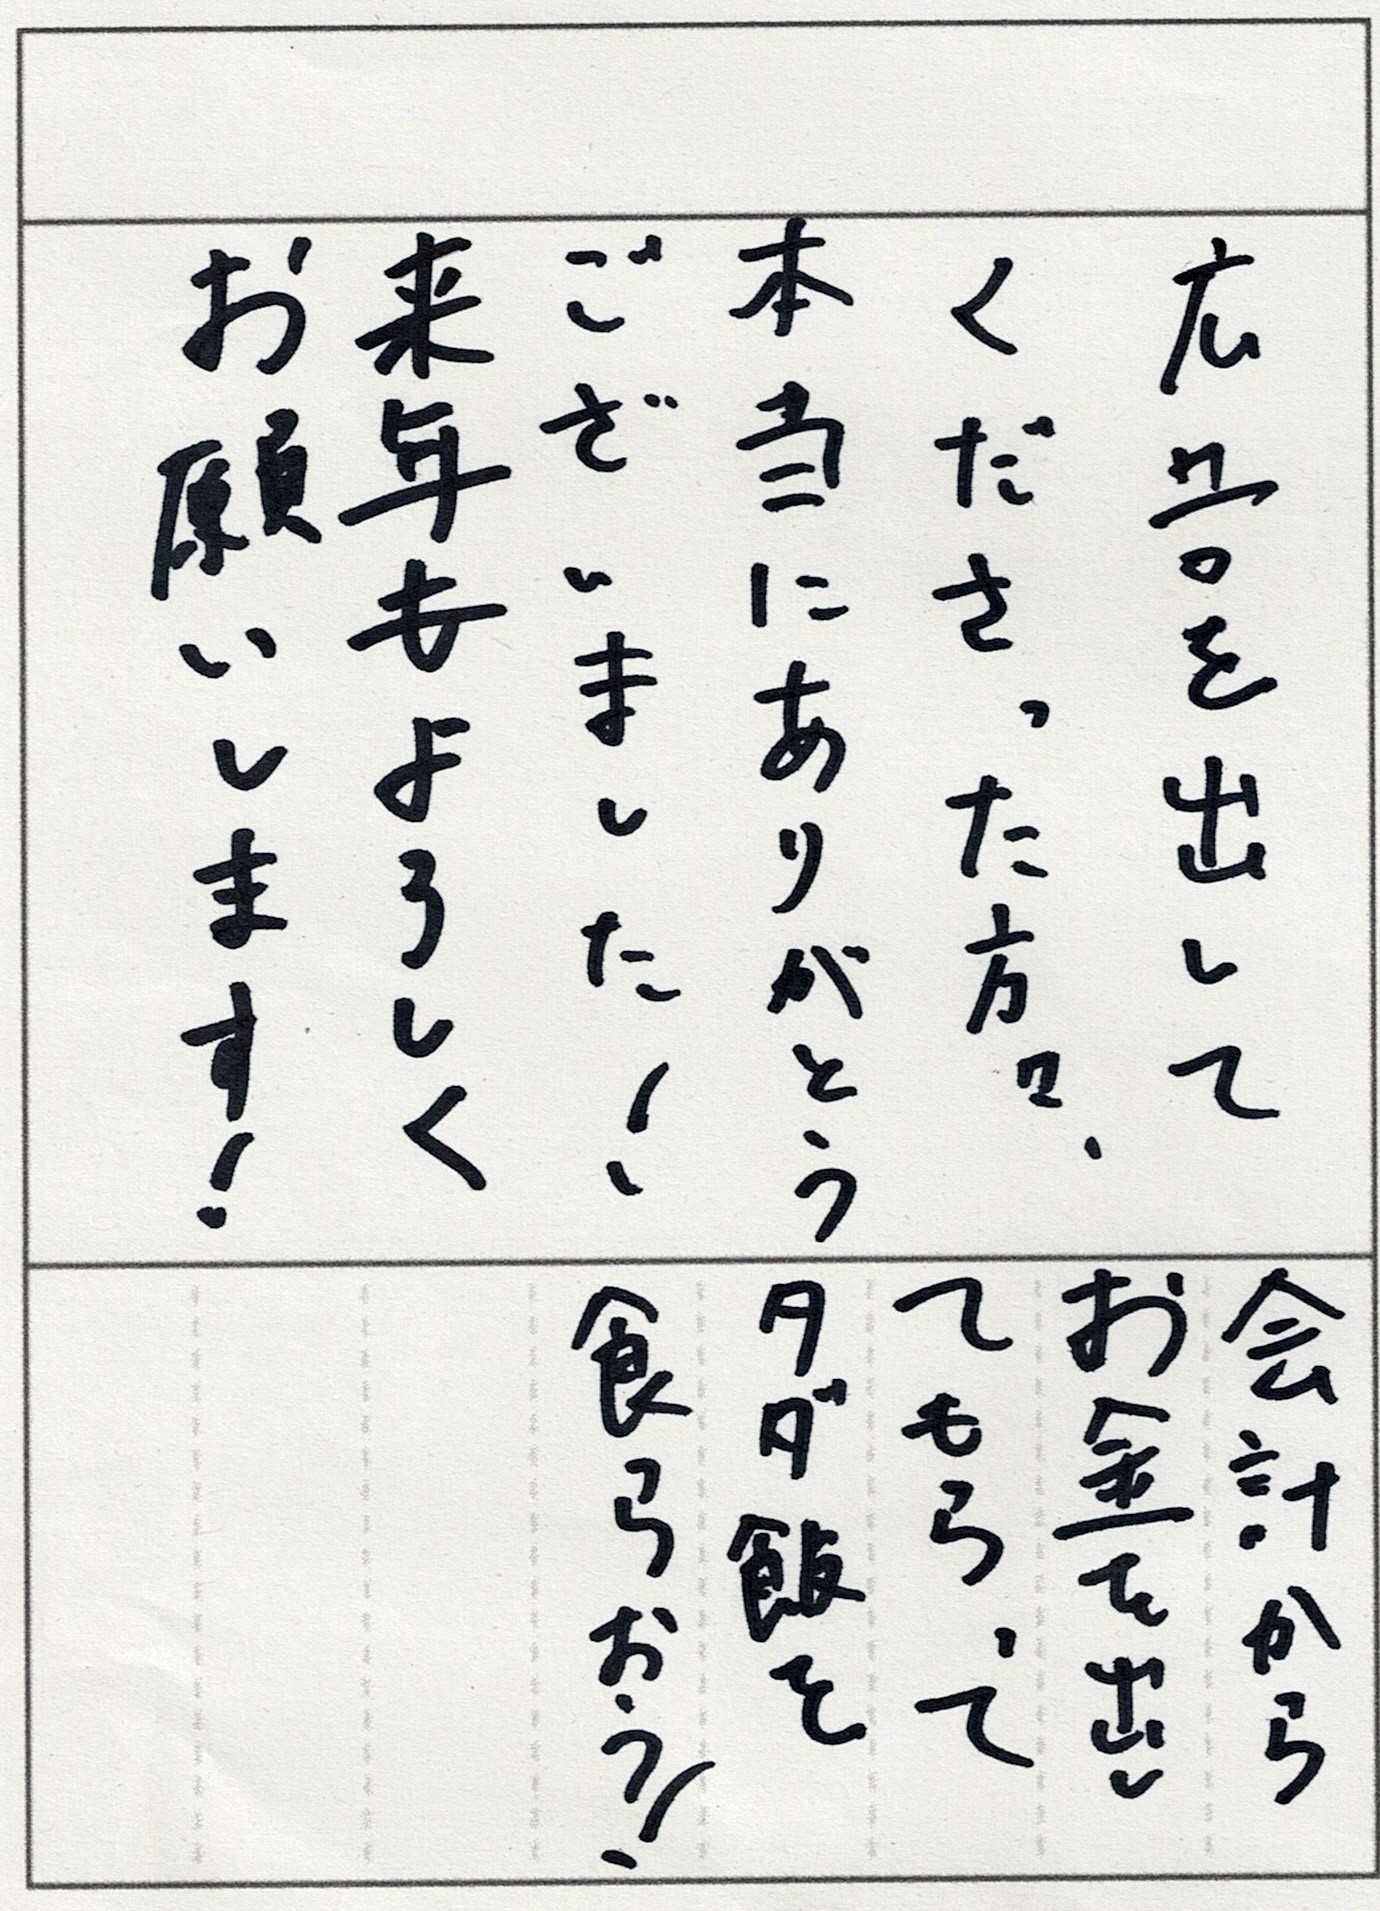 広告を出して
くださった方々、
本当にありがとう
ございました!
来年もよろしく
お願いします!
会計から
お金を出し
てもらって
タダ飯を
食らおう!